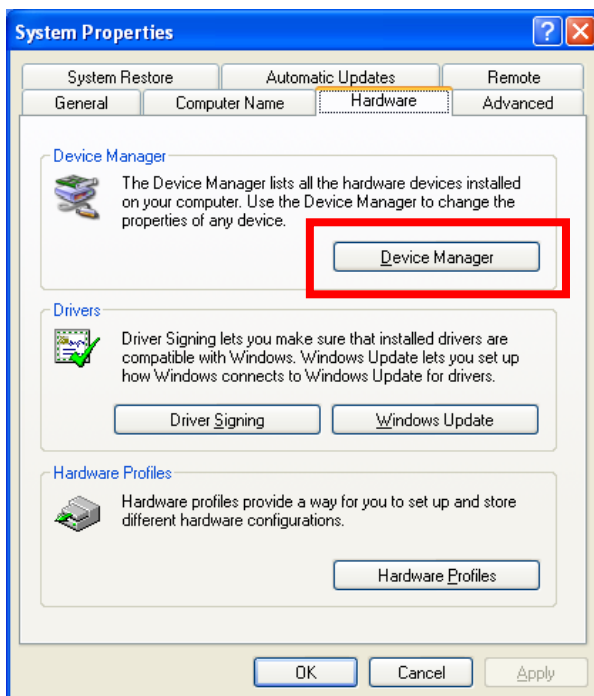 System Properties
System Restore
Automatic Updates
Remote
General
Computer Name
Hardware
Advanced
Device Manager
The Device Manager lists all the hardware devices installed
on your computer. Use the Device Manager to change the
properties of any device.
Device Manager
Drivers
Driver Signing lets you make sure that installed drivers are
compatible with Windows. Windows Update lets you set up
how Windows connects to Windows Update for drivers.
Driver Signing
Windows Update
Hardware Profiles
Hardware profiles provide a way for you to set up and store
different hardware configurations.
Hardware Profiles
OK
Cancel
Apply